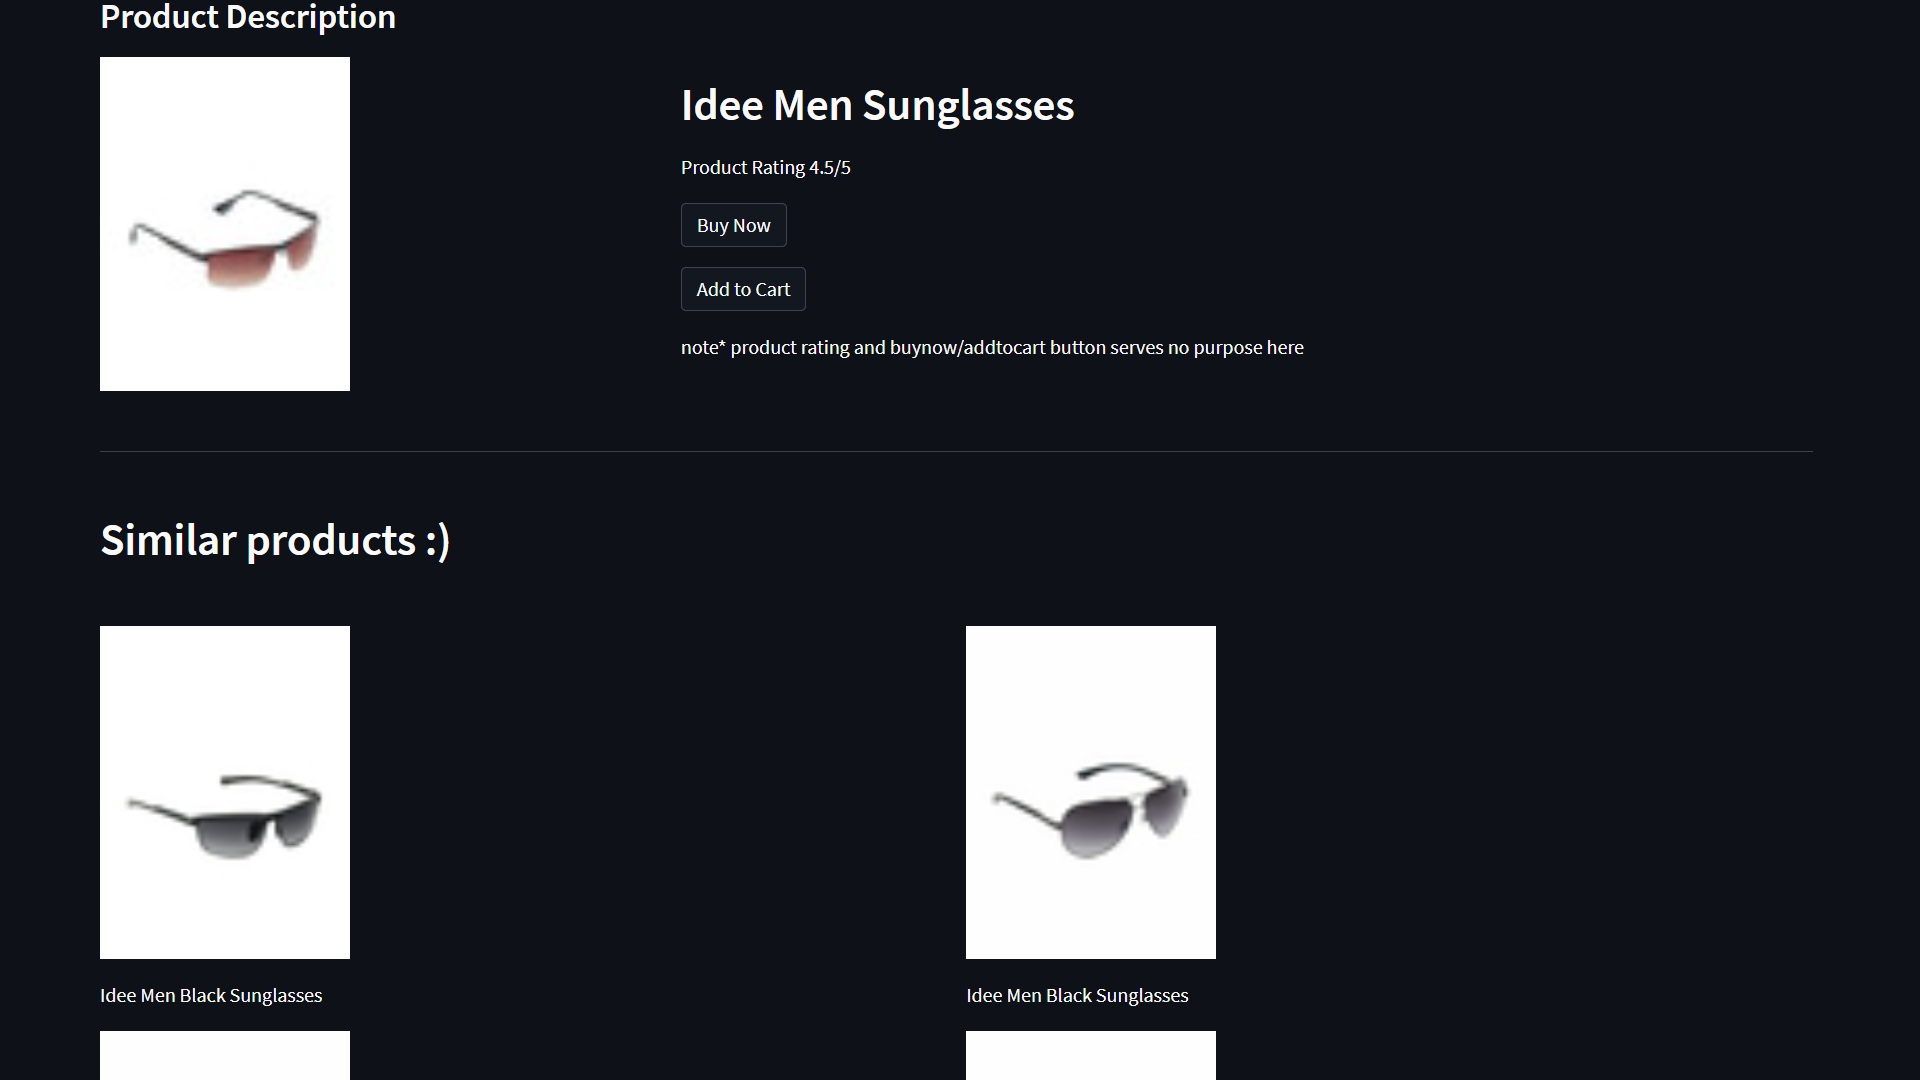 Product Description
Idee Men Sunglasses
Product Rating 4.5/5
Buy Now
Add to Cart
note* product rating and buynow/addtocart button serves no purpose here
Similar products :)
Idee Men Black Sunglasses
Idee Men Black Sunglasses